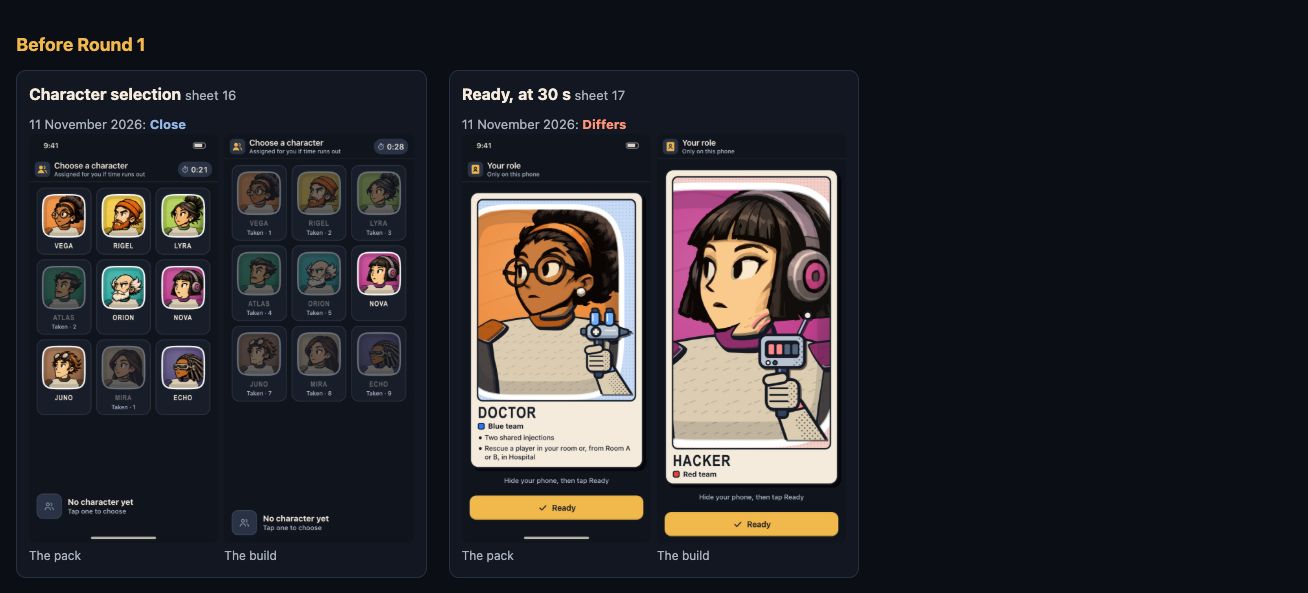 Before Round 1
Character selection sheet 16
11 November 2026: Close
9:41
Choose a character
Assigned for you if time runs out
0:21
VEGA
RIGEL
LYRA
ATLAS
Taken · 2
ORION
NOVA
JUNO
MIRA
Taken · 1
ECHO
No character yet
Tap one to choose
The pack
Choose a character
Assigned for you if time runs out
0:28
VEGA
Taken · 1
RIGEL
Taken · 2
LYRA
Taken · 3
ATLAS
Taken · 4
ORION
Taken · 5
NOVA
JUNO
Taken · 7
MIRA
Taken · 8
ECHO
Taken · 9
No character yet
Tap one to choose
The build
Ready, at 30 s sheet 17
11 November 2026: Differs
9:41
Your role
Only on this phone
DOCTOR
Blue team
• Two shared injections
• Rescue a player in your room or, from Room A
or B, in Hospital
Hide your phone, then tap Ready
Ready
The pack
Your role
Only on this phone
HACKER
Red team
Hide your phone, then tap Ready
Ready
The build